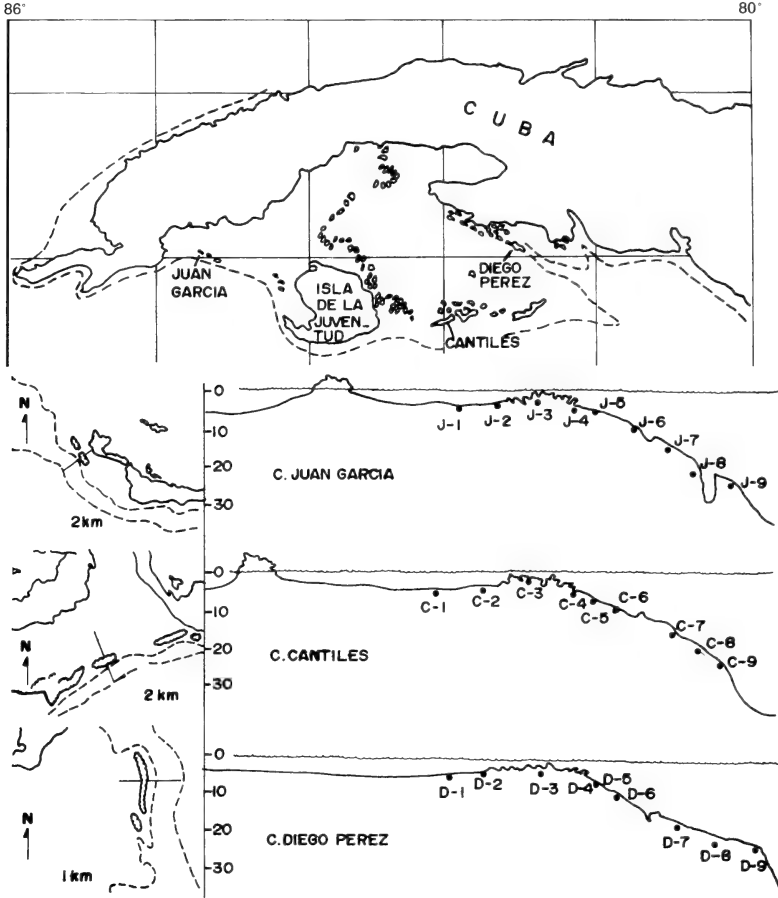 86° 80°
CUBA
JUAN
GARCIA
ISLA
DE LA
JUVEN-
TUD
DIEGO
PEREZ
CANTILES
N
2 km
0
10
20
30
C. JUAN GARCIA
J-1 J-2 J-3 J-4 J-5 J-6 J-7 J-8 J-9
N
2 km
0
10
20
30
C. CANTILES
C-1 C-2 C-3 C-4 C-5 C-6 C-7 C-8 C-9
N
1 km
0
10
20
30
C. DIEGO PEREZ
D-1 D-2 D-3 D-4 D-5 D-6 D-7 D-8 D-9